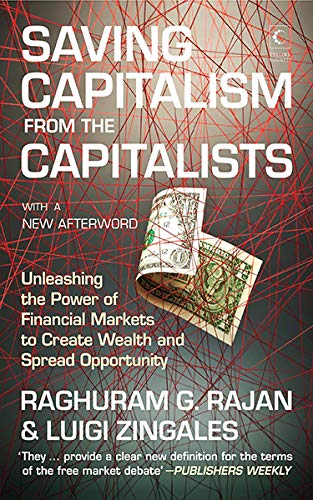 SAVING
CAPITALISM
FROM THE
CAPITALISTS
WITH A
NEW AFTERWORD
Unleashing
the Power of
Financial Markets
to Create Wealth and
Spread Opportunity
RAGHURAM G. RAJAN
& LUIGI ZINGALES
‘They ... provide a clear new definition for the terms
of the free market debate’ —PUBLISHERS WEEKLY